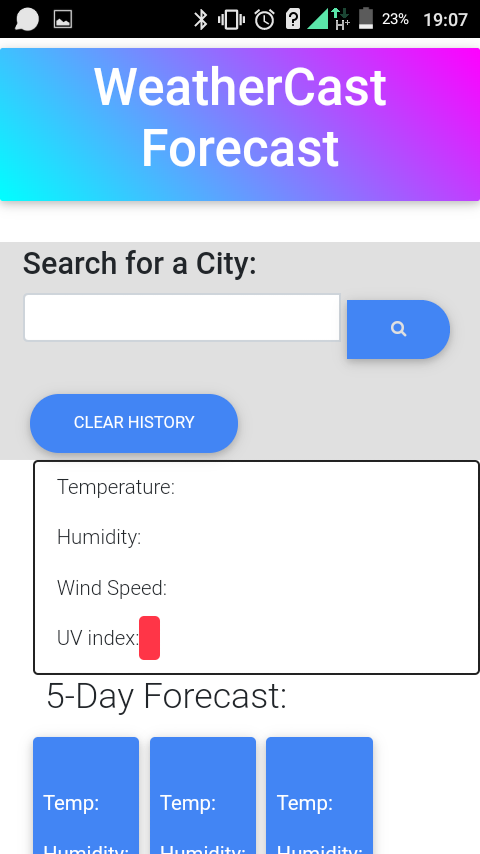 23% 19:07
WeatherCast
Forecast
Search for a City:
CLEAR HISTORY
Temperature:
Humidity:
Wind Speed:
UV index:
5-Day Forecast:
Temp: Temp: Temp:
Humidity: Humidity: Humidity: